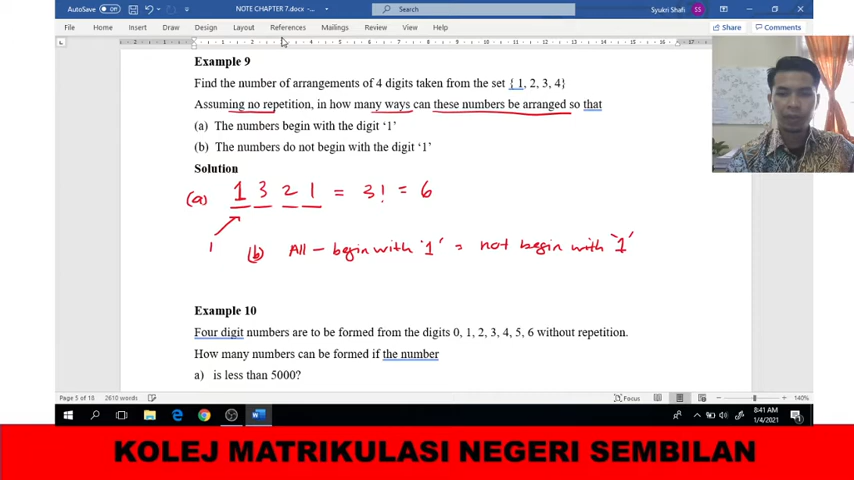 AutoSave Off
NOTE CHAPTER 7.docx - ...
Search
Syukri Shafi
SS
File Home Insert Draw Design Layout References Mailings Review View Help
Share Comments
Example 9
Find the number of arrangements of 4 digits taken from the set { 1, 2, 3, 4}
Assuming no repetition, in how many ways can these numbers be arranged so that
(a) The numbers begin with the digit ‘1’
(b) The numbers do not begin with the digit ‘1’
Solution
(a) 1 3 2 1 = 3! = 6
1
(b) All - begin with '1' = not begin with '1'
Example 10
Four digit numbers are to be formed from the digits 0, 1, 2, 3, 4, 5, 6 without repetition.
How many numbers can be formed if the number
a) is less than 5000?
Page 5 of 18 2610 words
Focus
140%
8:41 AM
1/4/2021
KOLEJ MATRIKULASI NEGERI SEMBILAN